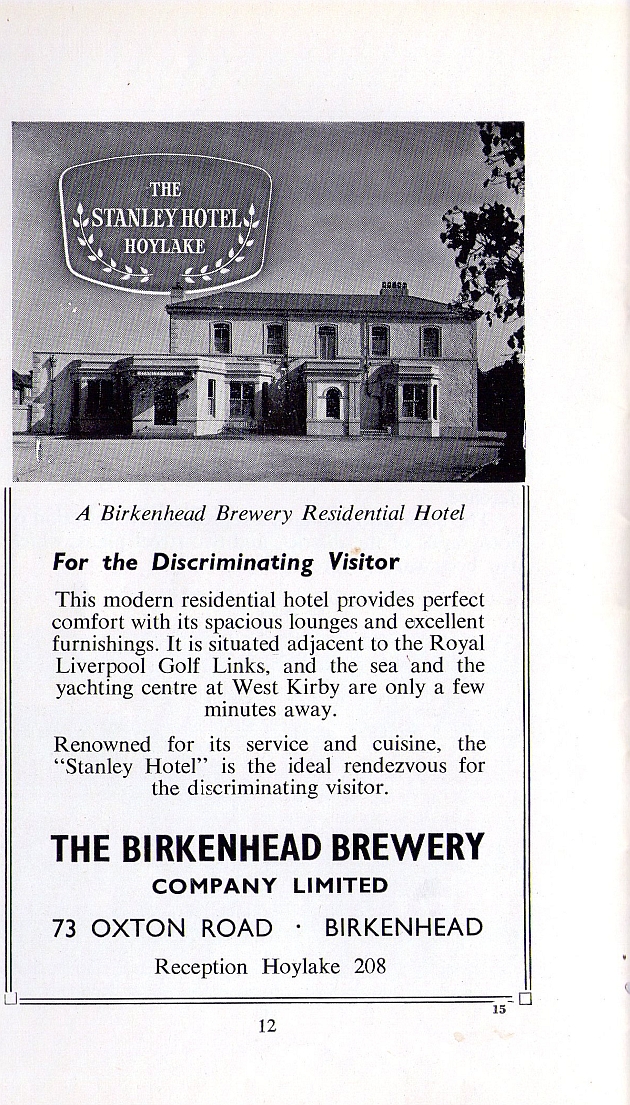 THE
STANLEY HOTEL
HOYLAKE
A Birkenhead Brewery Residential Hotel
For the Discriminating Visitor
This modern residential hotel provides perfect
comfort with its spacious lounges and excellent
furnishings. It is situated adjacent to the Royal
Liverpool Golf Links, and the sea and the
yachting centre at West Kirby are only a few
minutes away.
Renowned for its service and cuisine, the
“Stanley Hotel” is the ideal rendezvous for
the discriminating visitor.
THE BIRKENHEAD BREWERY
COMPANY LIMITED
73 OXTON ROAD · BIRKENHEAD
Reception Hoylake 208
15
12